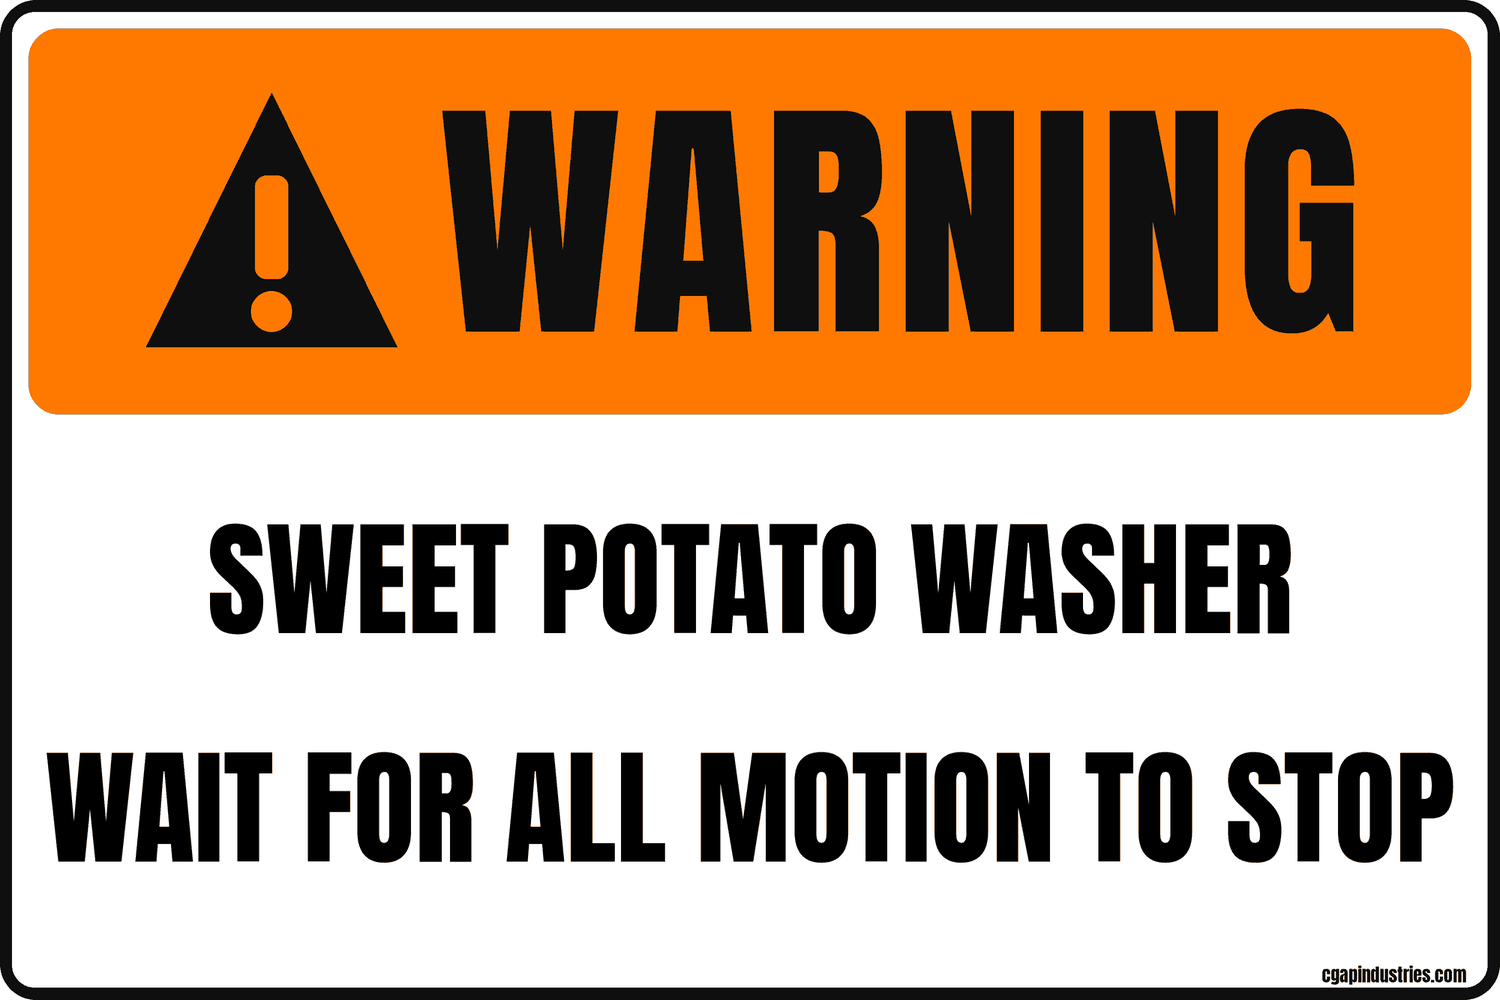 WARNING
SWEET POTATO WASHER
WAIT FOR ALL MOTION TO STOP
cgapindustries.com